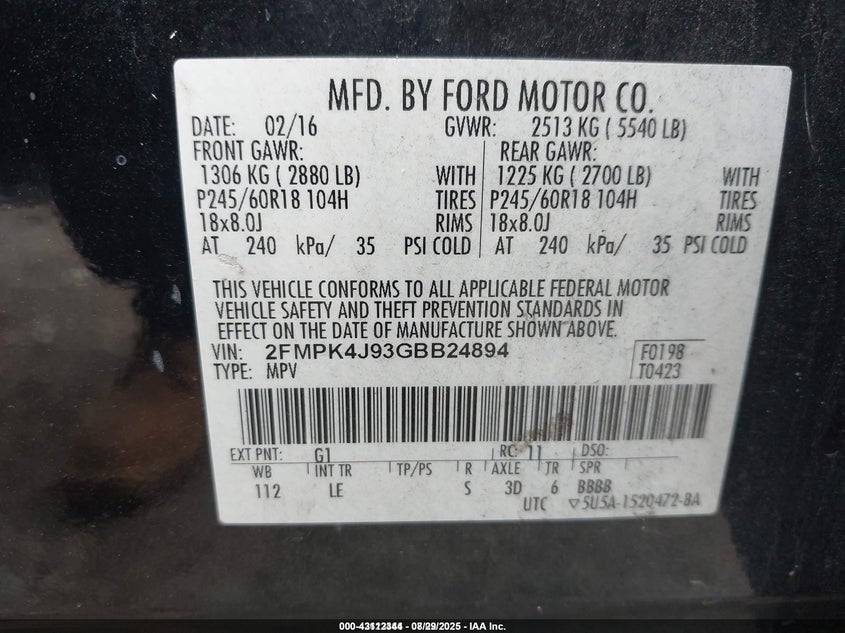 MFD. BY FORD MOTOR CO.
DATE: 02/16 GVWR: 2513 KG ( 5540 LB)
FRONT GAWR: REAR GAWR:
1306 KG ( 2880 LB) WITH 1225 KG ( 2700 LB) WITH
P245/60R18 104H TIRES P245/60R18 104H TIRES
18x8.0J RIMS 18x8.0J RIMS
AT 240 kPa/ 35 PSI COLD AT 240 kPa/ 35 PSI COLD
THIS VEHICLE CONFORMS TO ALL APPLICABLE FEDERAL MOTOR
VEHICLE SAFETY AND THEFT PREVENTION STANDARDS IN
EFFECT ON THE DATE OF MANUFACTURE SHOWN ABOVE.
VIN: 2FMPK4J93GBB24894 F0198
TYPE: MPV T0423
EXT PNT: G1 RC: 11 DSO:
WB INT TR TP/PS R AXLE TR SPR
112 LE S 3D 6 BBBB
UTC ▽5U5A-1520472-BA
08/29/2025 - IAA Inc.